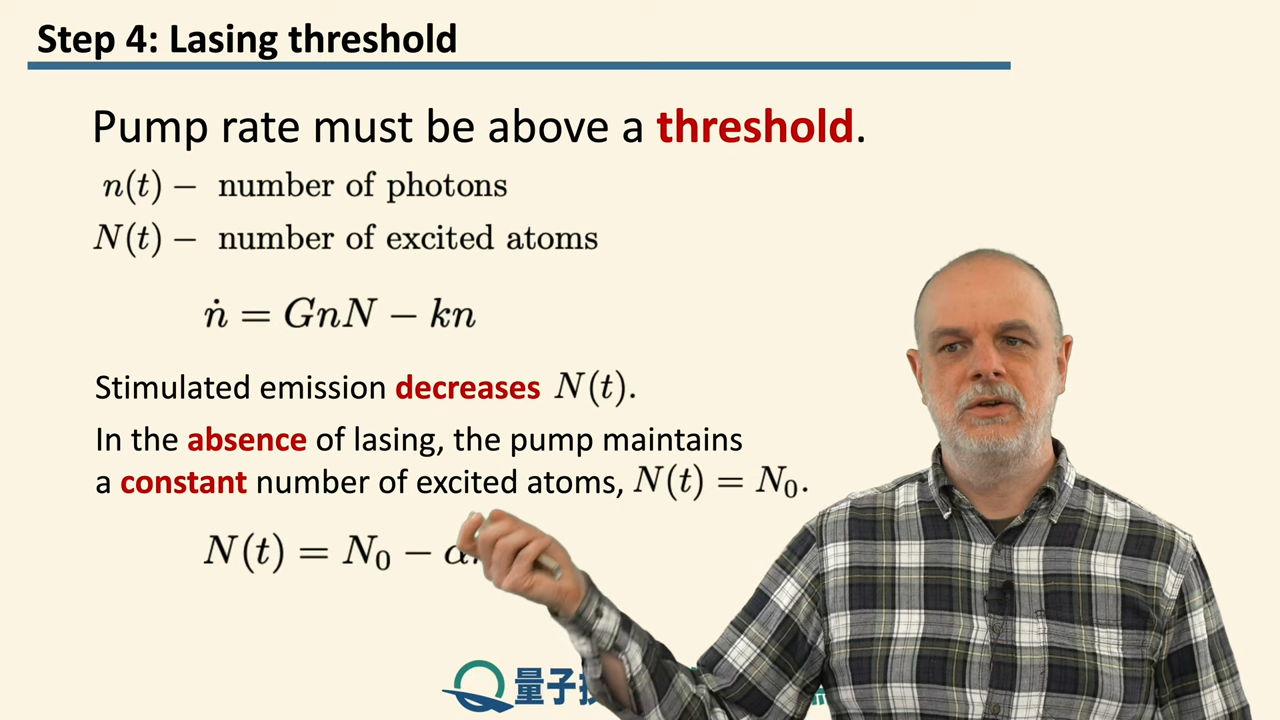 Step 4: Lasing threshold
Pump rate must be above a threshold.
n(t) − number of photons
N(t) − number of excited atoms
ṅ = GnN − kn
Stimulated emission decreases N(t).
In the absence of lasing, the pump maintains
a constant number of excited atoms, N(t) = N₀.
N(t) = N₀ − α
量子